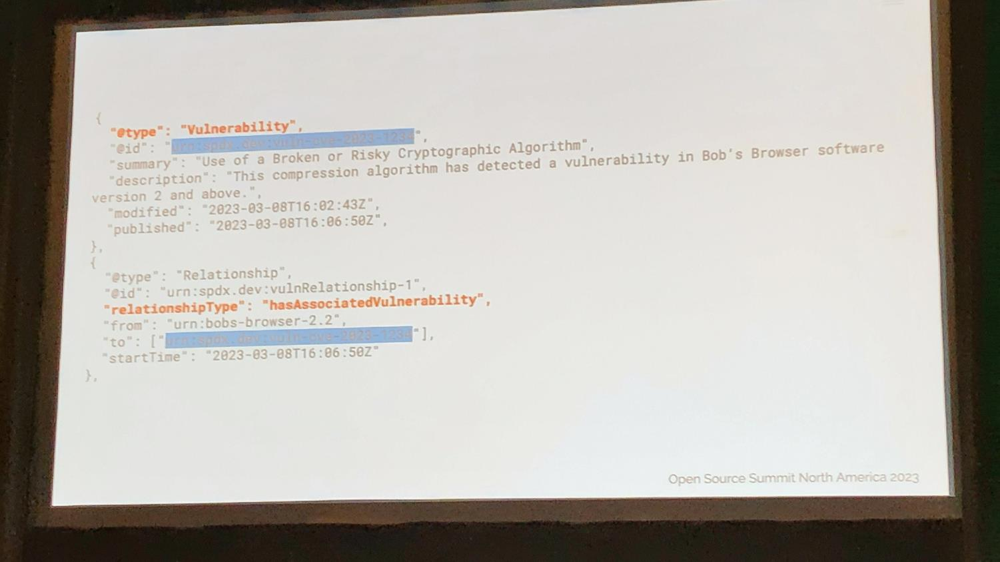 {
"@type": "Vulnerability",
"@id": "urn:spdx.dev:vuln-cve-2023-1234",
"summary": "Use of a Broken or Risky Cryptographic Algorithm",
"description": "This compression algorithm has detected a vulnerability in Bob's Browser software
version 2 and above.",
"modified": "2023-03-08T16:02:43Z",
"published": "2023-03-08T16:06:50Z",
},
{
"@type": "Relationship",
"@id": "urn:spdx.dev:vulnRelationship-1",
"relationshipType": "hasAssociatedVulnerability",
"from": "urn:bobs-browser-2.2",
"to": ["urn:spdx.dev:vuln-cve-2023-1234"],
"startTime": "2023-03-08T16:06:50Z"
},
Open Source Summit North America 2023